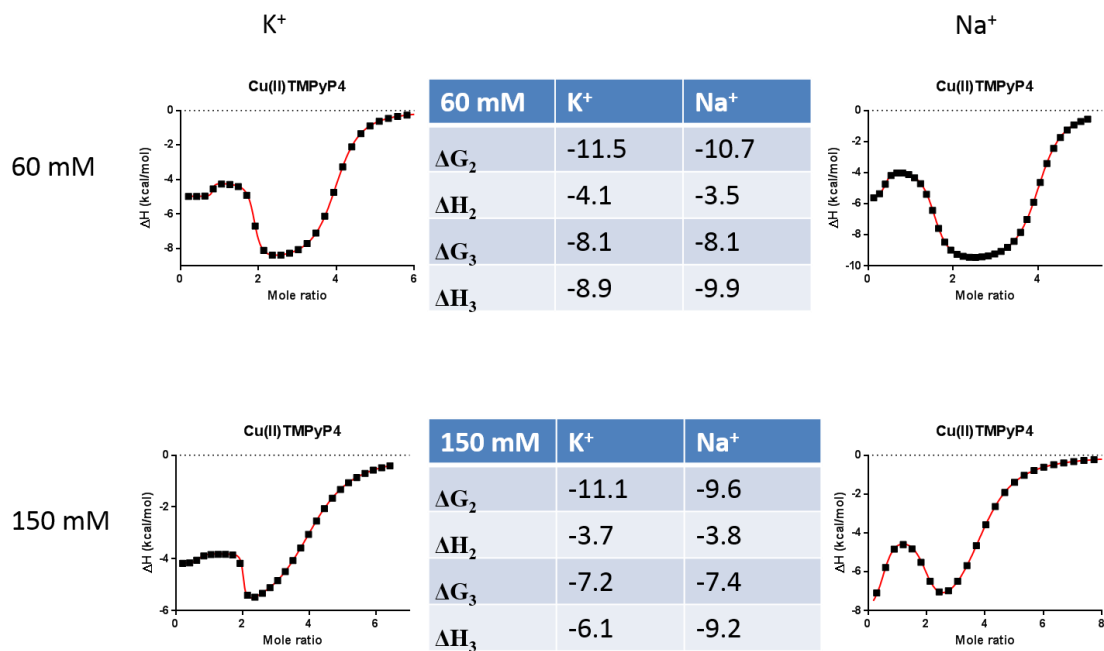 K⁺
Na⁺
60 mM
Cu(II)TMPyP4
0
-2
-4
-6
-8
ΔH (kcal/mol)
0 2 4 6
Mole ratio
60 mM K⁺ Na⁺
ΔG₂ -11.5 -10.7
ΔH₂ -4.1 -3.5
ΔG₃ -8.1 -8.1
ΔH₃ -8.9 -9.9
Cu(II)TMPyP4
0
-2
-4
-6
-8
-10
ΔH (kcal/mol)
0 2 4
Mole ratio
150 mM
Cu(II)TMPyP4
0
-2
-4
-6
ΔH (kcal/mol)
0 2 4 6
Mole ratio
150 mM K⁺ Na⁺
ΔG₂ -11.1 -9.6
ΔH₂ -3.7 -3.8
ΔG₃ -7.2 -7.4
ΔH₃ -6.1 -9.2
Cu(II)TMPyP4
0
-2
-4
-6
-8
ΔH (kcal/mol)
0 2 4 6 8
Mole ratio